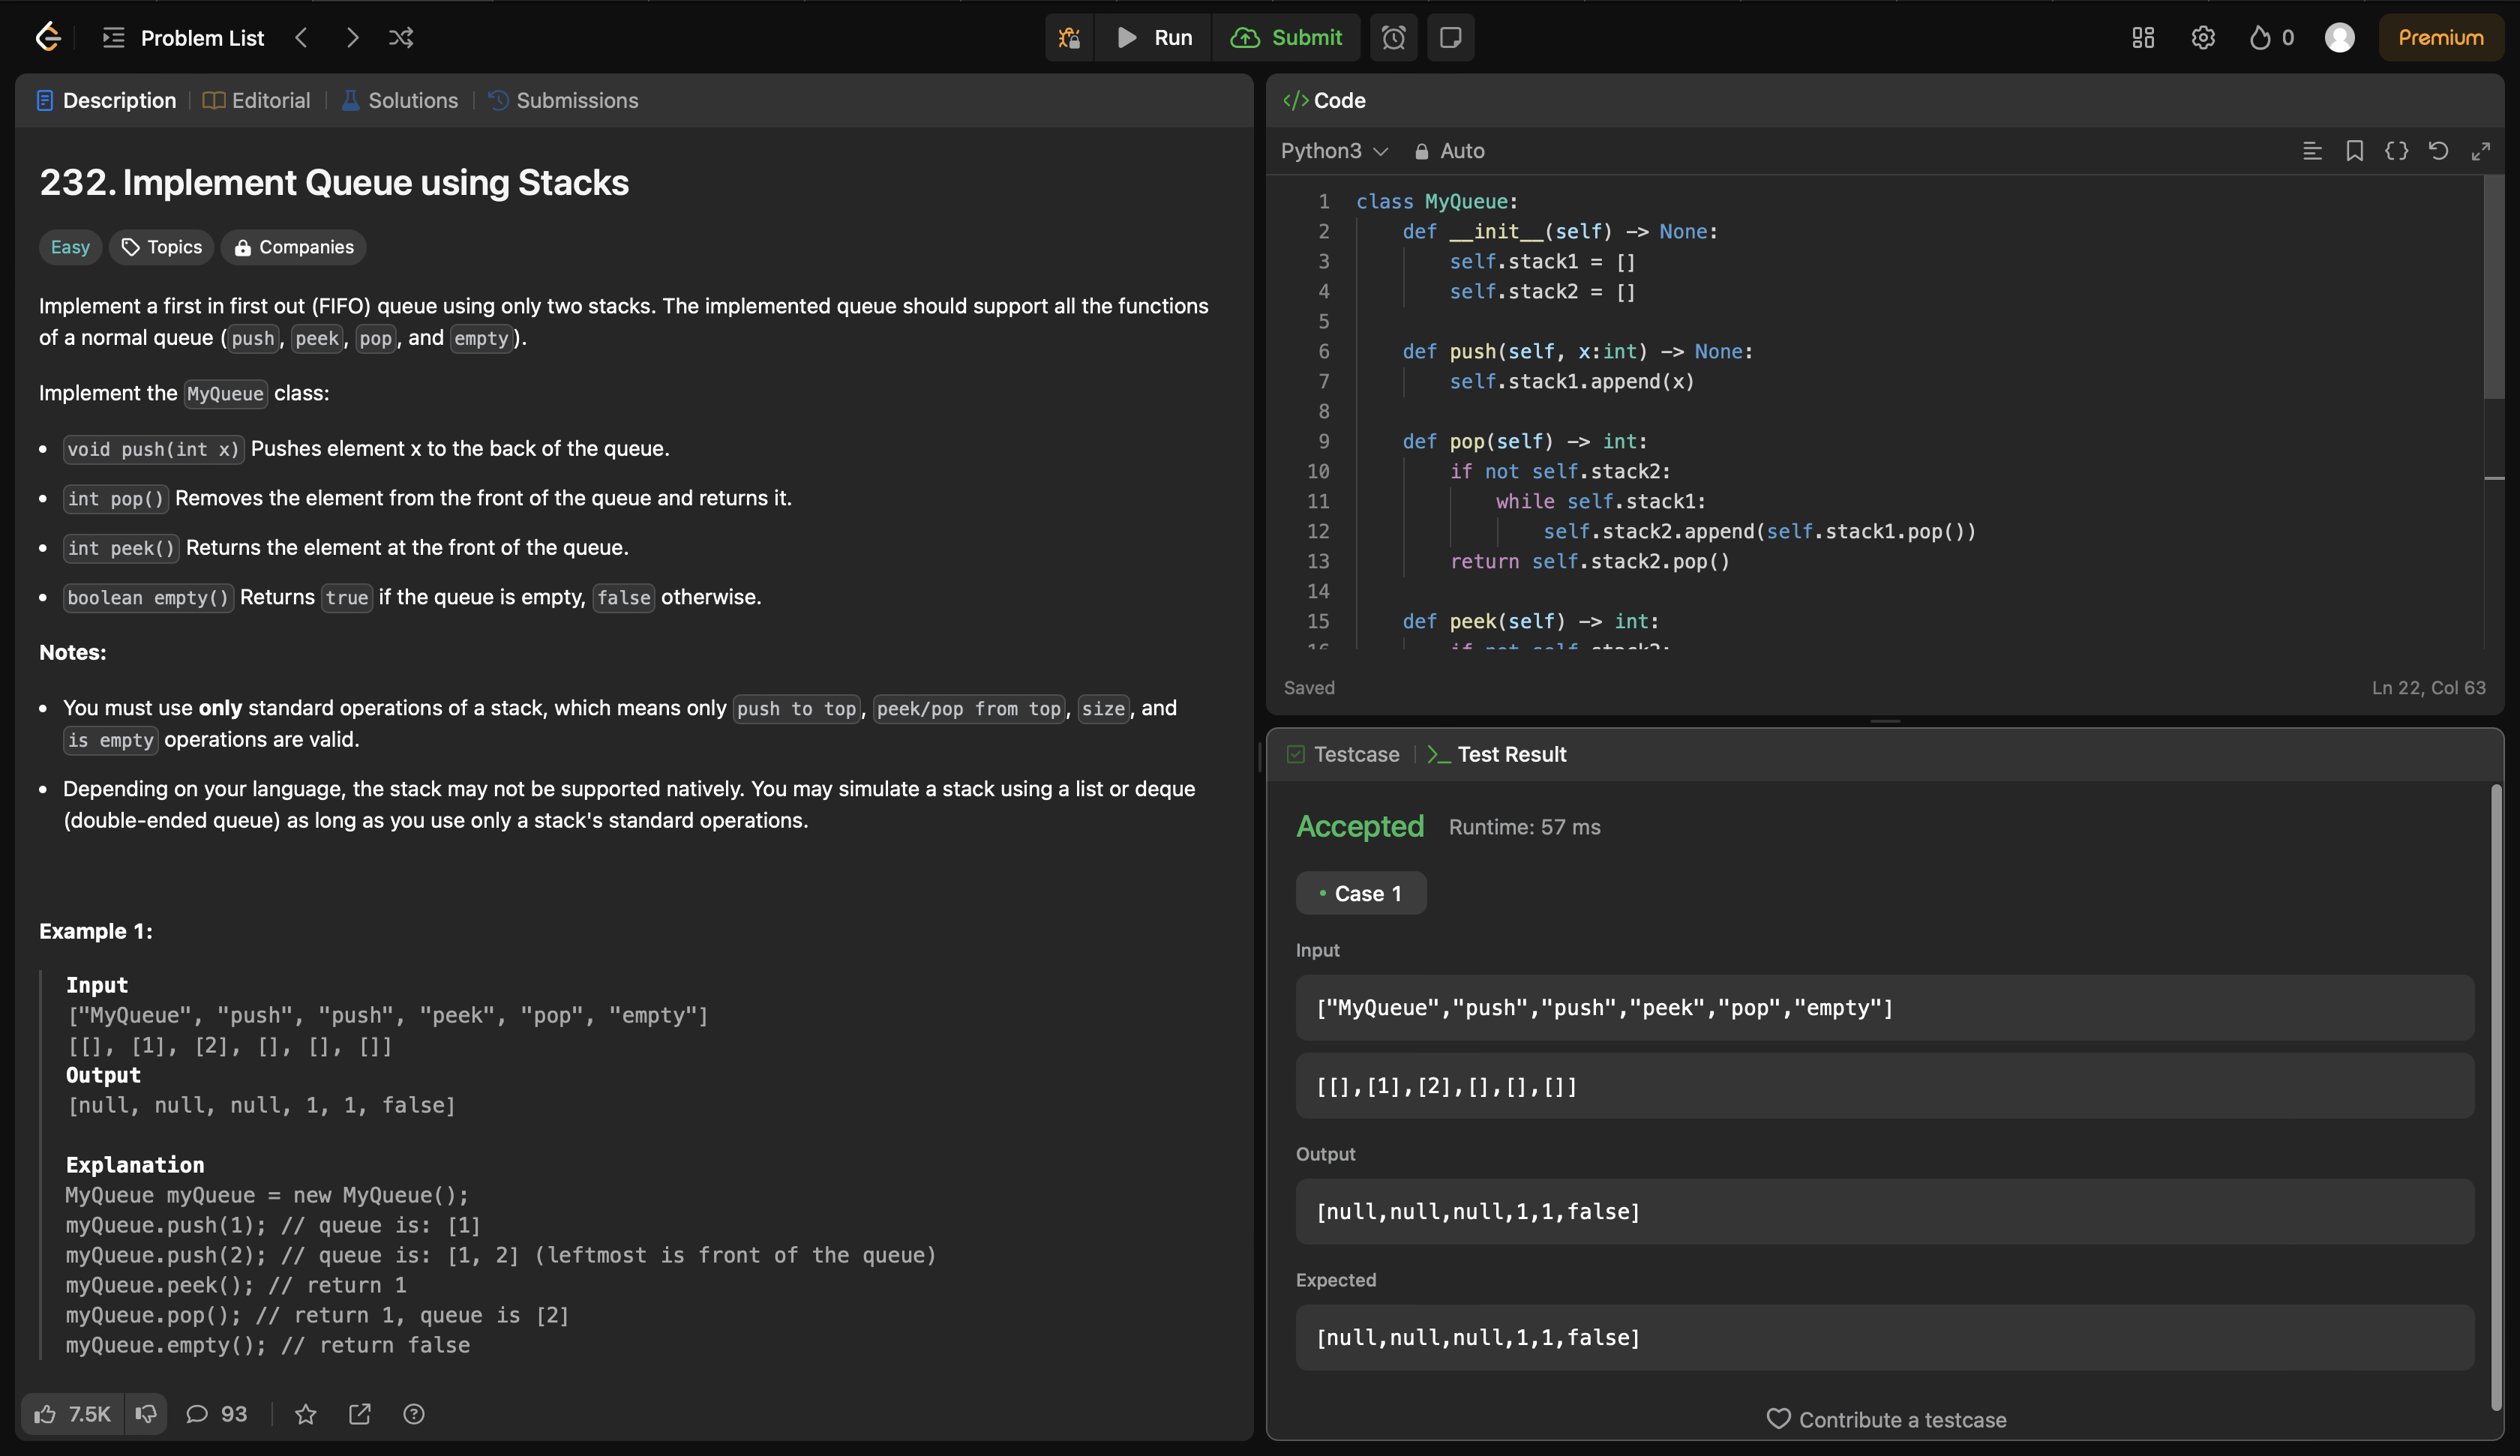 Problem List
Run
Submit
0
Premium
Description
Editorial
Solutions
Submissions
232. Implement Queue using Stacks
Easy
Topics
Companies
Implement a first in first out (FIFO) queue using only two stacks. The implemented queue should support all the functions
of a normal queue (push, peek, pop, and empty).
Implement the MyQueue class:
• void push(int x) Pushes element x to the back of the queue.
• int pop() Removes the element from the front of the queue and returns it.
• int peek() Returns the element at the front of the queue.
• boolean empty() Returns true if the queue is empty, false otherwise.
Notes:
• You must use only standard operations of a stack, which means only push to top, peek/pop from top, size, and
is empty operations are valid.
• Depending on your language, the stack may not be supported natively. You may simulate a stack using a list or deque
(double-ended queue) as long as you use only a stack's standard operations.
Example 1:
Input
["MyQueue", "push", "push", "peek", "pop", "empty"]
[[], [1], [2], [], [], []]
Output
[null, null, null, 1, 1, false]
Explanation
MyQueue myQueue = new MyQueue();
myQueue.push(1); // queue is: [1]
myQueue.push(2); // queue is: [1, 2] (leftmost is front of the queue)
myQueue.peek(); // return 1
myQueue.pop(); // return 1, queue is [2]
myQueue.empty(); // return false
7.5K
93
</> Code
Python3
Auto
1 class MyQueue:
2 def __init__(self) -> None:
3 self.stack1 = []
4 self.stack2 = []
5
6 def push(self, x:int) -> None:
7 self.stack1.append(x)
8
9 def pop(self) -> int:
10 if not self.stack2:
11 while self.stack1:
12 self.stack2.append(self.stack1.pop())
13 return self.stack2.pop()
14
15 def peek(self) -> int:
16 if not self.stack2:
Saved
Ln 22, Col 63
Testcase
>_ Test Result
Accepted
Runtime: 57 ms
• Case 1
Input
["MyQueue","push","push","peek","pop","empty"]
[[],[1],[2],[],[],[]]
Output
[null,null,null,1,1,false]
Expected
[null,null,null,1,1,false]
Contribute a testcase